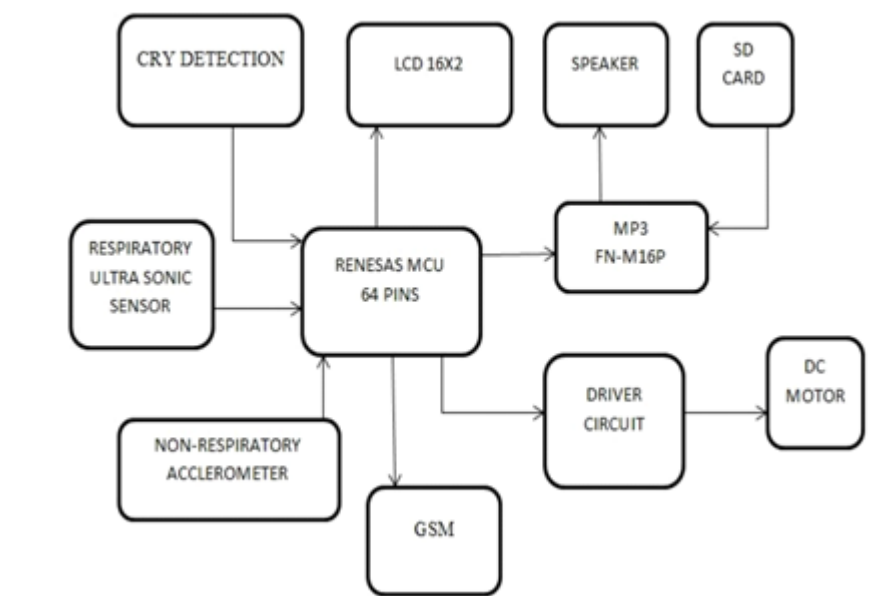 CRY DETECTION
LCD 16X2
SPEAKER
SD
CARD
RESPIRATORY
ULTRA SONIC
SENSOR
RENESAS MCU
64 PINS
MP3
FN-M16P
NON-RESPIRATORY
ACCLEROMETER
DRIVER
CIRCUIT
DC
MOTOR
GSM